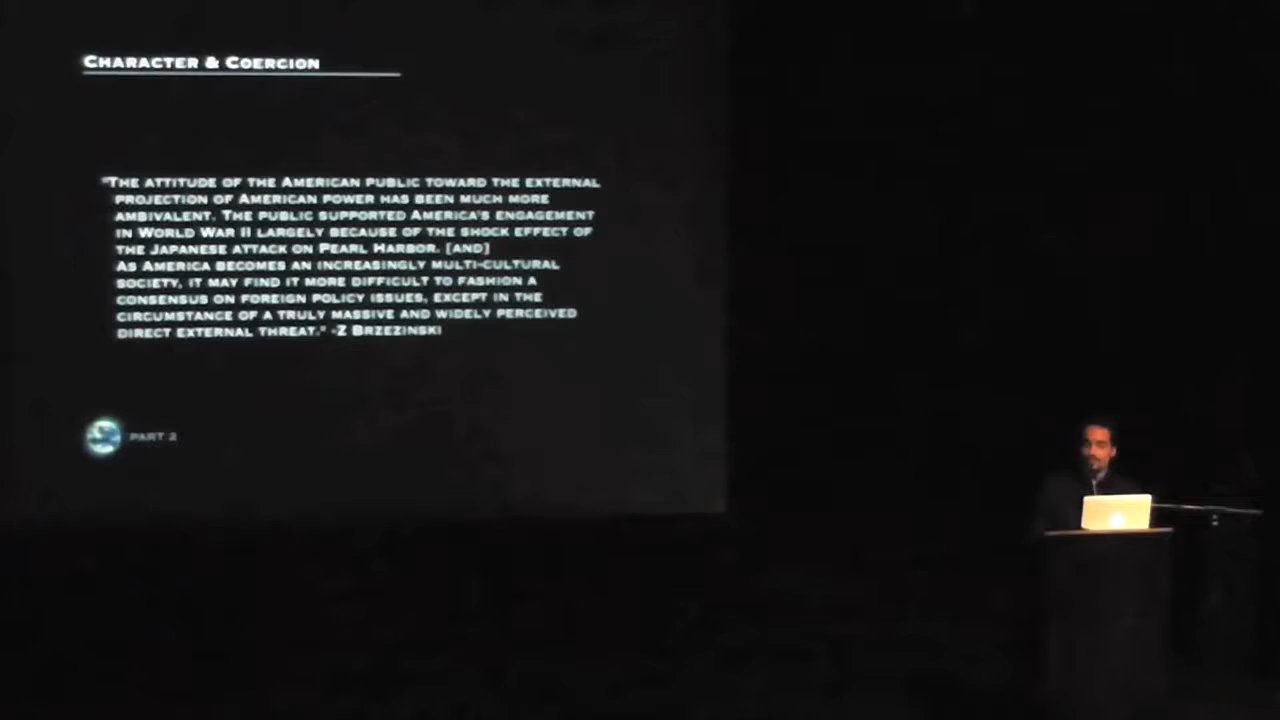 CHARACTER & COERCION
"THE ATTITUDE OF THE AMERICAN PUBLIC TOWARD THE EXTERNAL
PROJECTION OF AMERICAN POWER HAS BEEN MUCH MORE
AMBIVALENT. THE PUBLIC SUPPORTED AMERICA'S ENGAGEMENT
IN WORLD WAR II LARGELY BECAUSE OF THE SHOCK EFFECT OF
THE JAPANESE ATTACK ON PEARL HARBOR. [AND]
AS AMERICA BECOMES AN INCREASINGLY MULTI-CULTURAL
SOCIETY, IT MAY FIND IT MORE DIFFICULT TO FASHION A
CONSENSUS ON FOREIGN POLICY ISSUES, EXCEPT IN THE
CIRCUMSTANCE OF A TRULY MASSIVE AND WIDELY PERCEIVED
DIRECT EXTERNAL THREAT." -Z BRZEZINSKI
PART 2